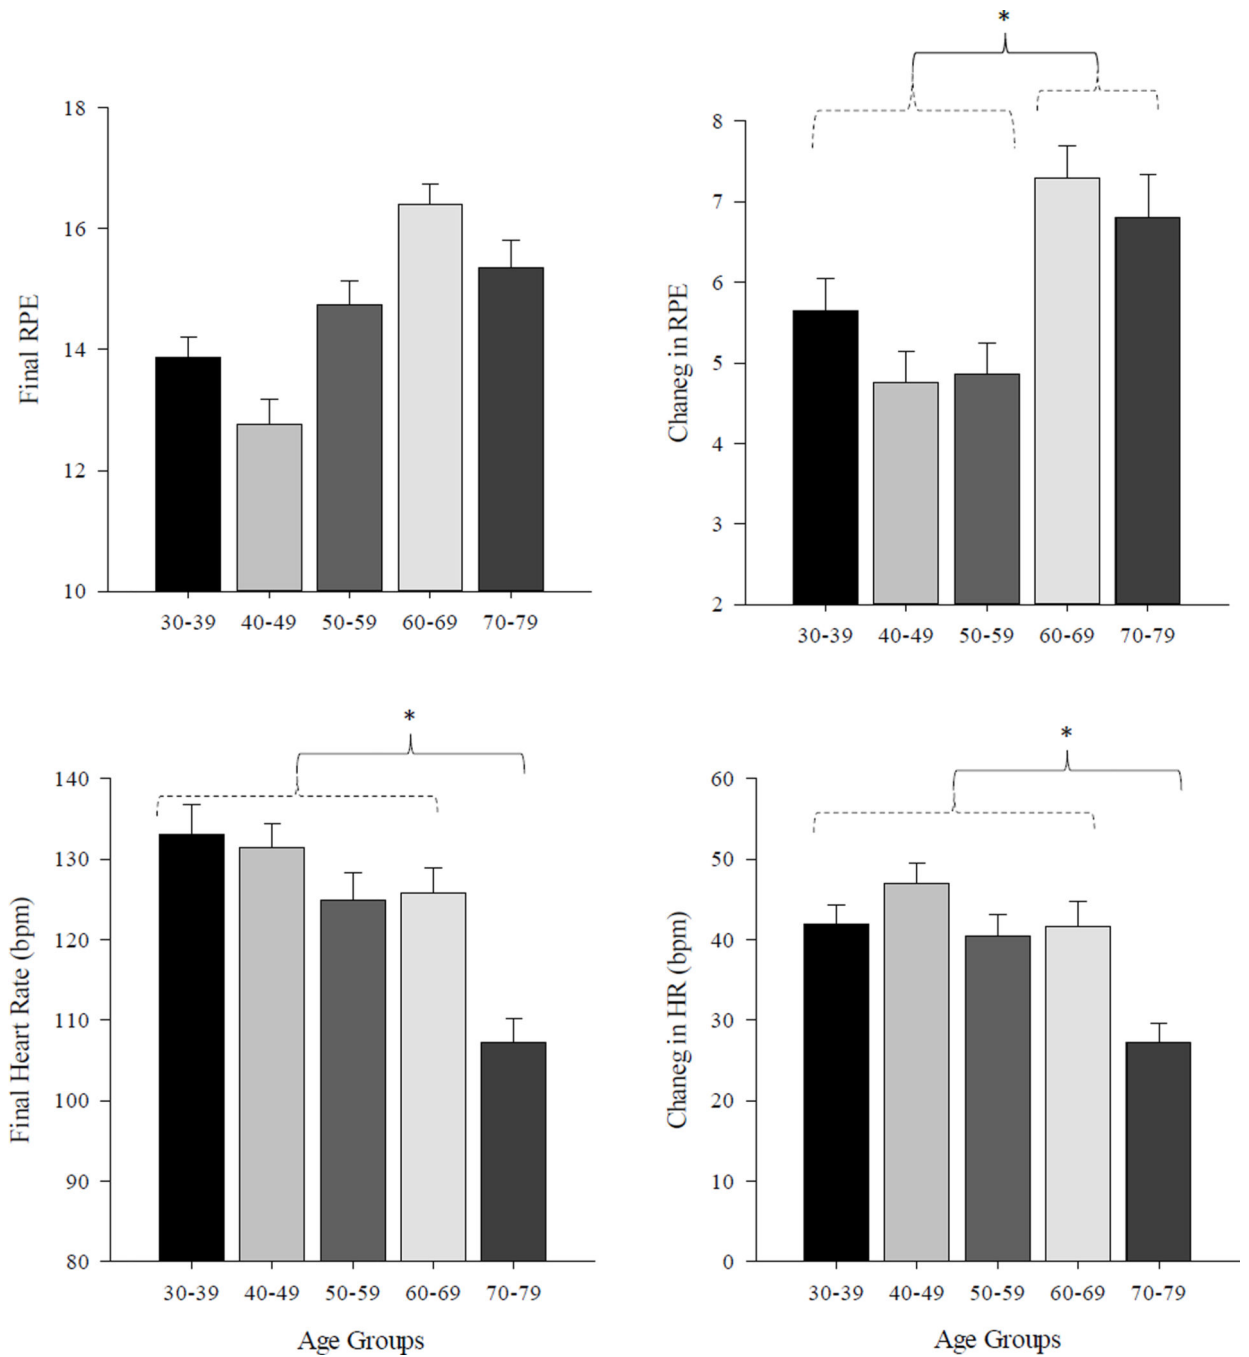 *
18
16
14
12
10
Final RPE
30-39 40-49 50-59 60-69 70-79
8
7
6
5
4
3
2
Chaneg in RPE
30-39 40-49 50-59 60-69 70-79
*
140
130
120
110
100
90
80
Final Heart Rate (bpm)
30-39 40-49 50-59 60-69 70-79
Age Groups
*
60
50
40
30
20
10
0
Chaneg in HR (bpm)
30-39 40-49 50-59 60-69 70-79
Age Groups